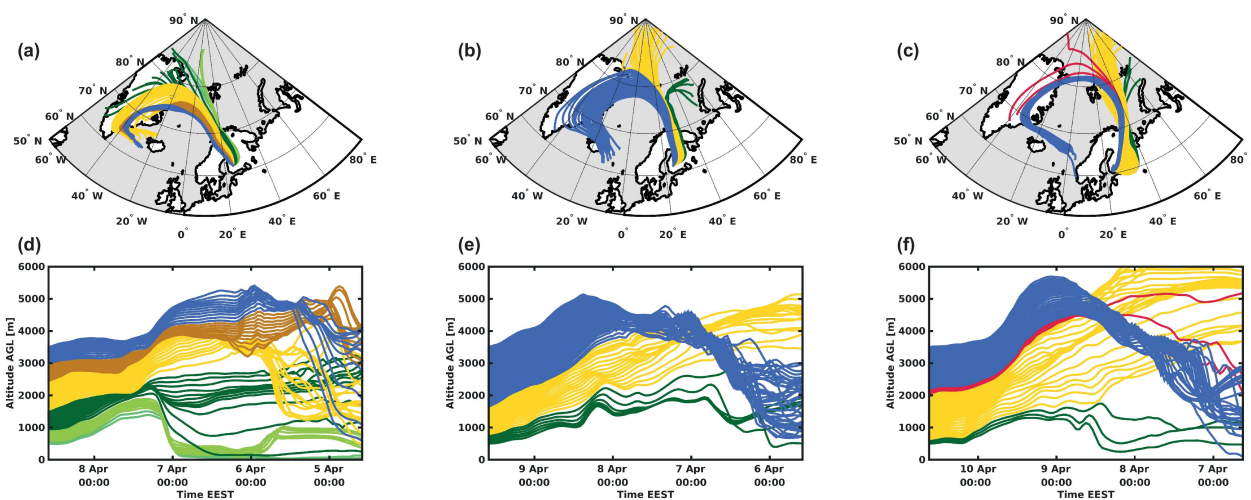 (a)
90° N
80° N
70° N
60° N
50° N
60° W
40° W
20° W
0°
20° E
40° E
60° E
80° E
(b)
90° N
80° N
70° N
60° N
50° N
60° W
40° W
20° W
0°
20° E
40° E
60° E
80° E
(c)
90° N
80° N
70° N
60° N
50° N
60° W
40° W
20° W
0°
20° E
40° E
60° E
80° E
(d)
6000
5000
4000
3000
2000
1000
0
Altitude AGL [m]
8 Apr 7 Apr 6 Apr 5 Apr
00:00 00:00 00:00 00:00
Time EEST
(e)
6000
5000
4000
3000
2000
1000
0
Altitude AGL [m]
9 Apr 8 Apr 7 Apr 6 Apr
00:00 00:00 00:00 00:00
Time EEST
(f)
6000
5000
4000
3000
2000
1000
0
Altitude AGL [m]
10 Apr 9 Apr 8 Apr 7 Apr
00:00 00:00 00:00 00:00
Time EEST